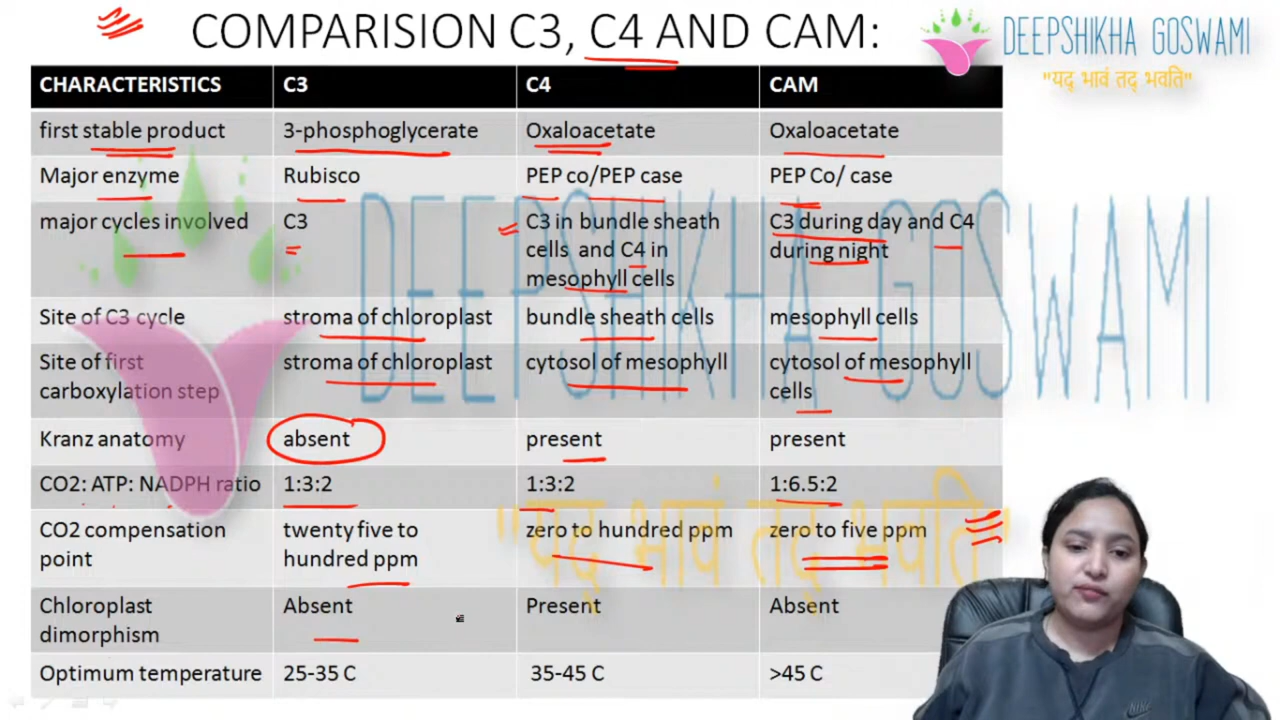 COMPARISION C3, C4 AND CAM:
DEEPSHIKHA GOSWAMI
"यद् भावं तद् भवति"
CHARACTERISTICS C3 C4 CAM
first stable product 3-phosphoglycerate Oxaloacetate Oxaloacetate
Major enzyme Rubisco PEP co/PEP case PEP Co/ case
major cycles involved C3 C3 in bundle sheath C3 during day and C4
cells and C4 in during night
mesophyll cells
Site of C3 cycle stroma of chloroplast bundle sheath cells mesophyll cells
Site of first stroma of chloroplast cytosol of mesophyll cytosol of mesophyll
carboxylation step cells
Kranz anatomy absent present present
CO2: ATP: NADPH ratio 1:3:2 1:3:2 1:6.5:2
CO2 compensation twenty five to zero to hundred ppm zero to five ppm
point hundred ppm
Chloroplast Absent Present Absent
dimorphism
Optimum temperature 25-35 C 35-45 C >45 C
DEEPSHIKHA GOSWAMI
"यद् भावं तद् भवति"